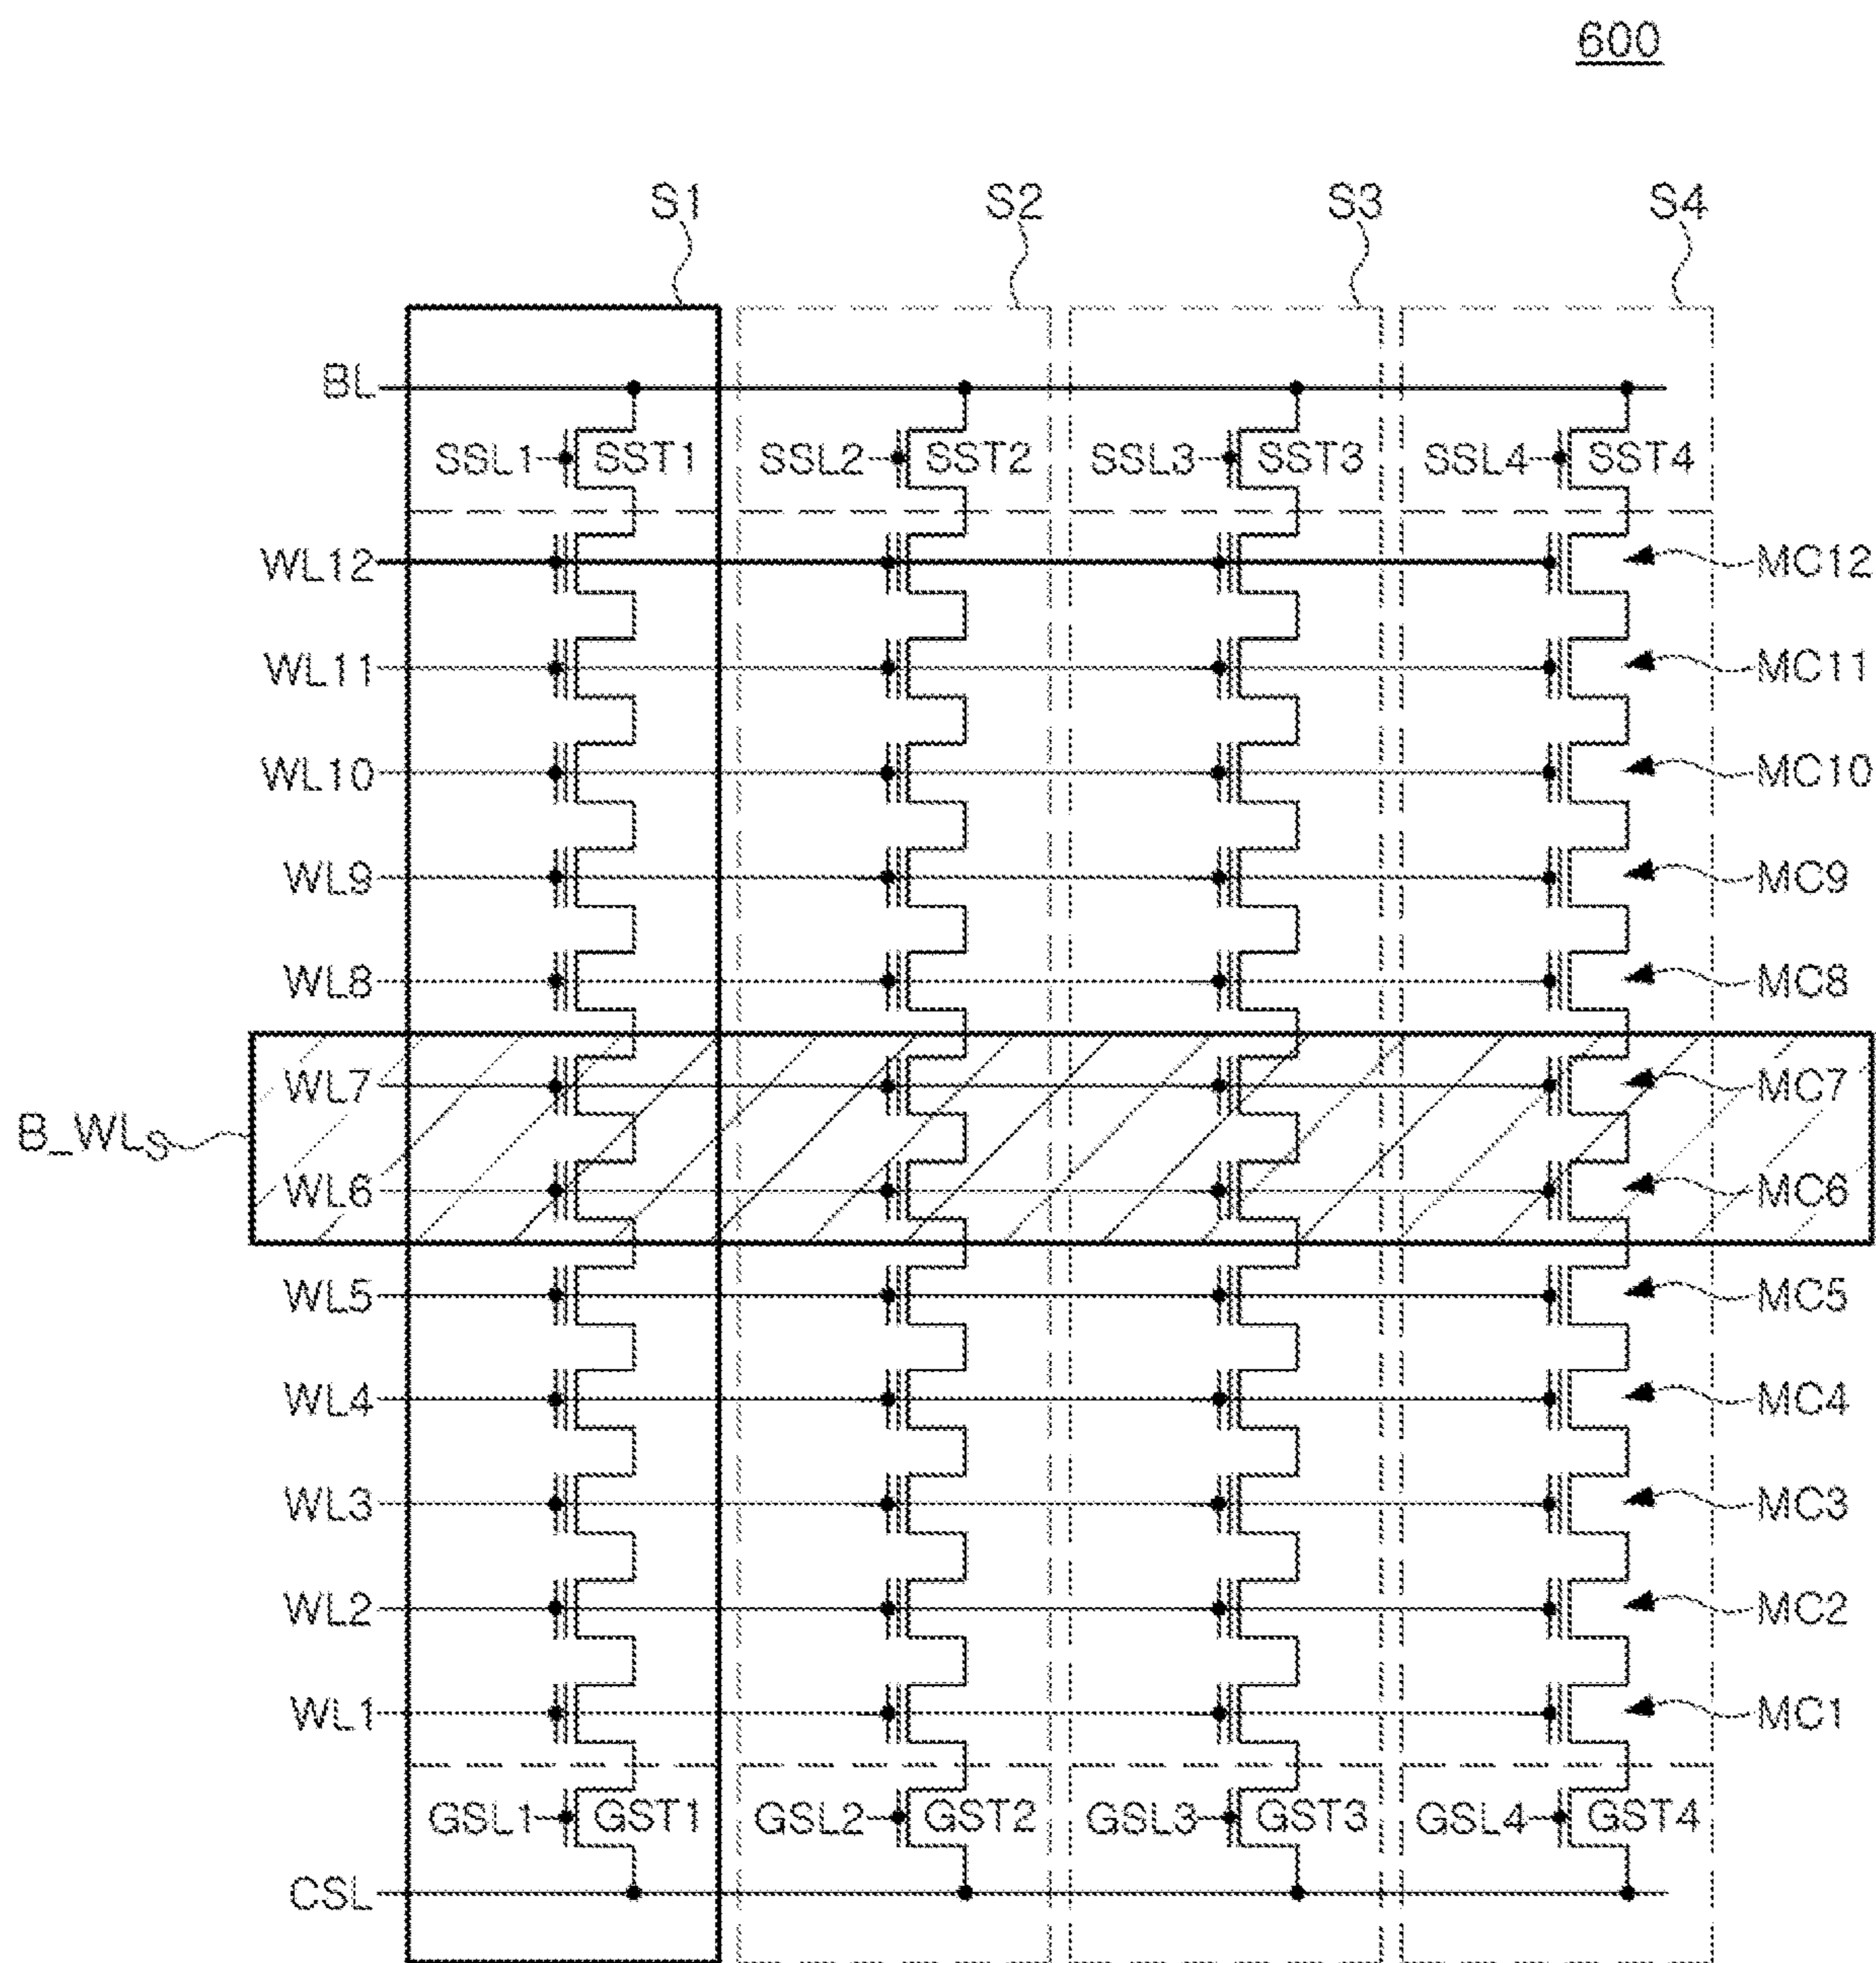 600
S1 S2 S3 S4
BL
SSL1 SST1 SSL2 SST2 SSL3 SST3 SSL4 SST4
WL12 MC12
WL11 MC11
WL10 MC10
WL9 MC9
WL8 MC8
WL7 MC7
B_WLS
WL6 MC6
WL5 MC5
WL4 MC4
WL3 MC3
WL2 MC2
WL1 MC1
GSL1 GST1 GSL2 GST2 GSL3 GST3 GSL4 GST4
CSL